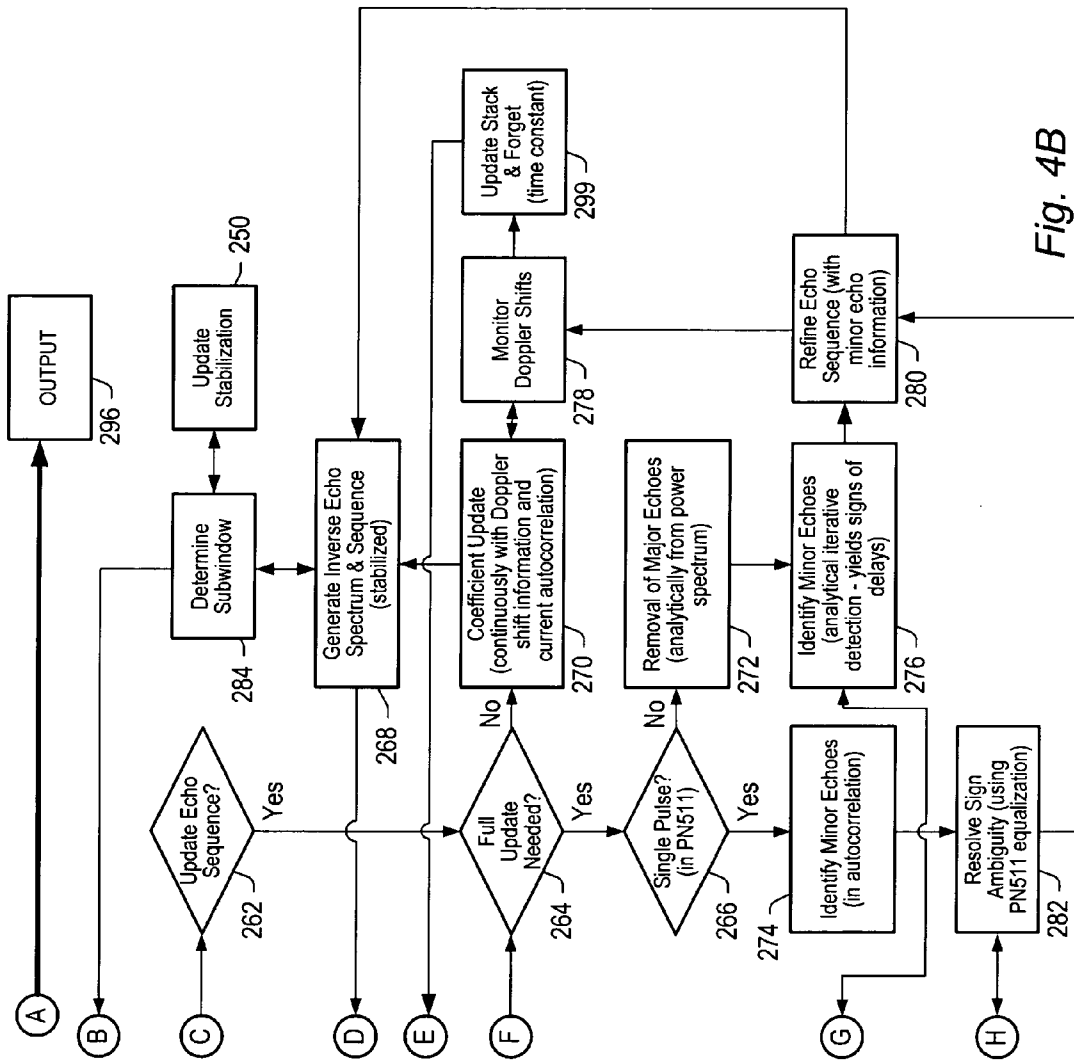 A
OUTPUT
296
B
Determine
Subwindow
284
Update
Stabilization
250
C
Update Echo
Sequence?
262
Yes
D
Generate Inverse Echo
Spectrum & Sequence
(stabilized)
268
E
Update Stack
& Forget
(time constant)
299
F
Full
Update
Needed?
264
No
Yes
Coefficient Update
(continuously with Doppler
shift information and
current autocorrelation)
270
Monitor
Doppler Shifts
278
Single Pulse?
(in PN511)
266
No
Yes
Removal of Major Echoes
(analytically from power
spectrum)
272
G
274
Identify Minor Echoes
(in autocorrelation)
Identify Minor Echoes
(analytical iterative
detection - yields signs of
delays)
276
Refine Echo
Sequence (with
minor echo
information)
280
H
Resolve Sign
Ambiguity (using
PN511 equalization)
282
Fig. 4B